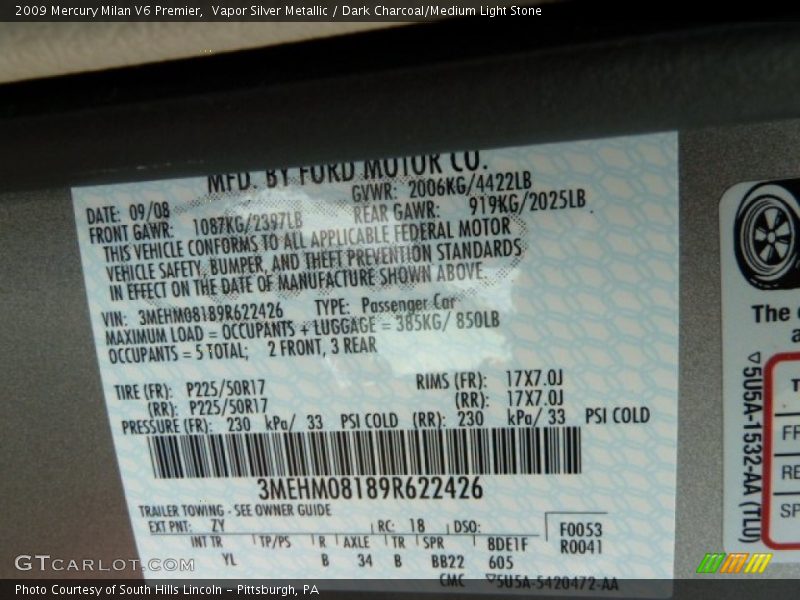 2009 Mercury Milan V6 Premier, Vapor Silver Metallic / Dark Charcoal/Medium Light Stone
MFD. BY FORD MOTOR CO.
DATE: 09/08 GVWR: 2006KG/4422LB
FRONT GAWR: 1087KG/2397LB REAR GAWR: 919KG/2025LB
THIS VEHICLE CONFORMS TO ALL APPLICABLE FEDERAL MOTOR
VEHICLE SAFETY, BUMPER, AND THEFT PREVENTION STANDARDS
IN EFFECT ON THE DATE OF MANUFACTURE SHOWN ABOVE.
VIN: 3MEHM08189R622426 TYPE: Passenger Car
MAXIMUM LOAD = OCCUPANTS + LUGGAGE = 385KG/ 850LB
OCCUPANTS = 5 TOTAL; 2 FRONT, 3 REAR
TIRE (FR): P225/50R17 RIMS (FR): 17X7.0J
(RR): P225/50R17 (RR): 17X7.0J
PRESSURE (FR): 230 kPa/ 33 PSI COLD (RR): 230 kPa/ 33 PSI COLD
3MEHM08189R622426
TRAILER TOWING - SEE OWNER GUIDE
EXT PNT: ZY RC: 18 DSO: F0053
INT TR TP/PS R AXLE TR SPR 8DE1F R0041
YL B 34 B BB22 605
CMC ▽5U5A-5420472-AA
The
▽5U5A-1532-AA (TL0)
T
FR
RE
SP
GTCARLOT.COM
Photo Courtesy of South Hills Lincoln - Pittsburgh, PA